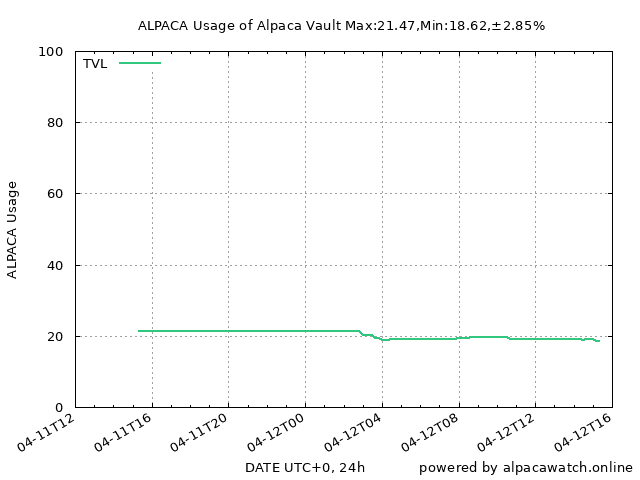 ALPACA Usage of Alpaca Vault Max:21.47,Min:18.62,±2.85%
TVL
100
80
60
40
20
0
ALPACA Usage
04-11T12
04-11T16
04-11T20
04-12T00
04-12T04
04-12T08
04-12T12
04-12T16
DATE UTC+0, 24h
powered by alpacawatch.online